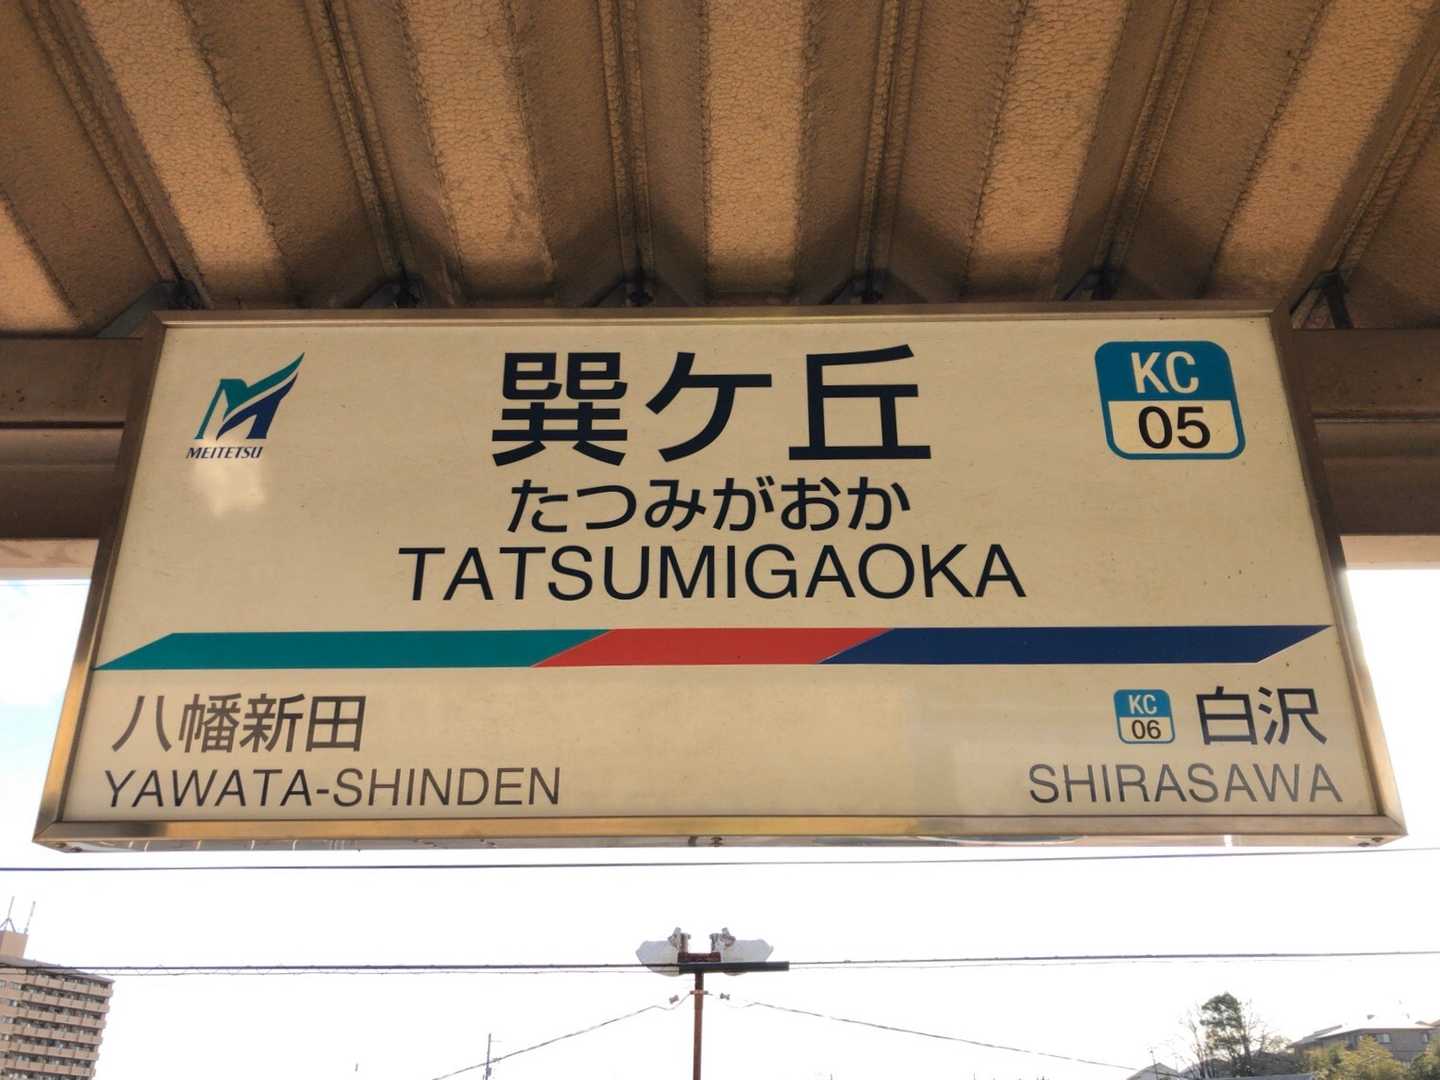 MEITETSU
巽ケ丘
たつみがおか
TATSUMIGAOKA
KC
05
八幡新田
YAWATA-SHINDEN
KC
06
白沢
SHIRASAWA